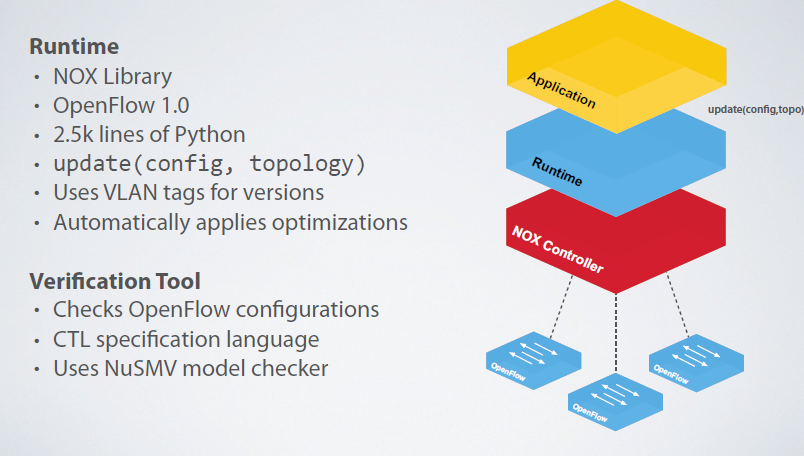 Runtime
• NOX Library
• OpenFlow 1.0
• 2.5k lines of Python
• update(config, topology)
• Uses VLAN tags for versions
• Automatically applies optimizations
Verification Tool
• Checks OpenFlow configurations
• CTL specification language
• Uses NuSMV model checker
Application
update(config,topo)
Runtime
NOX Controller
OpenFlow
OpenFlow
OpenFlow